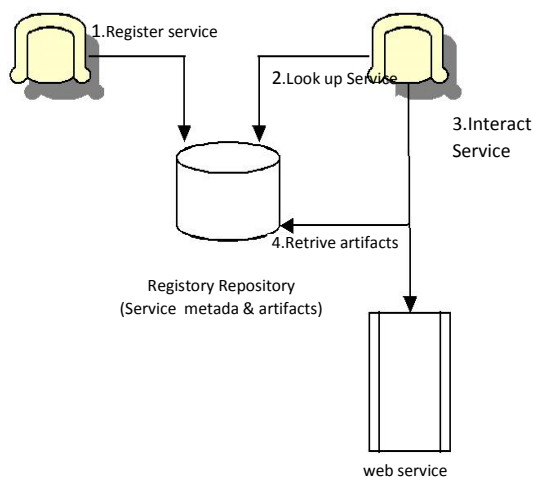 1.Register service
2.Look up Service
3.Interact
Service
4.Retrive artifacts
Registory Repository
(Service metada & artifacts)
web service